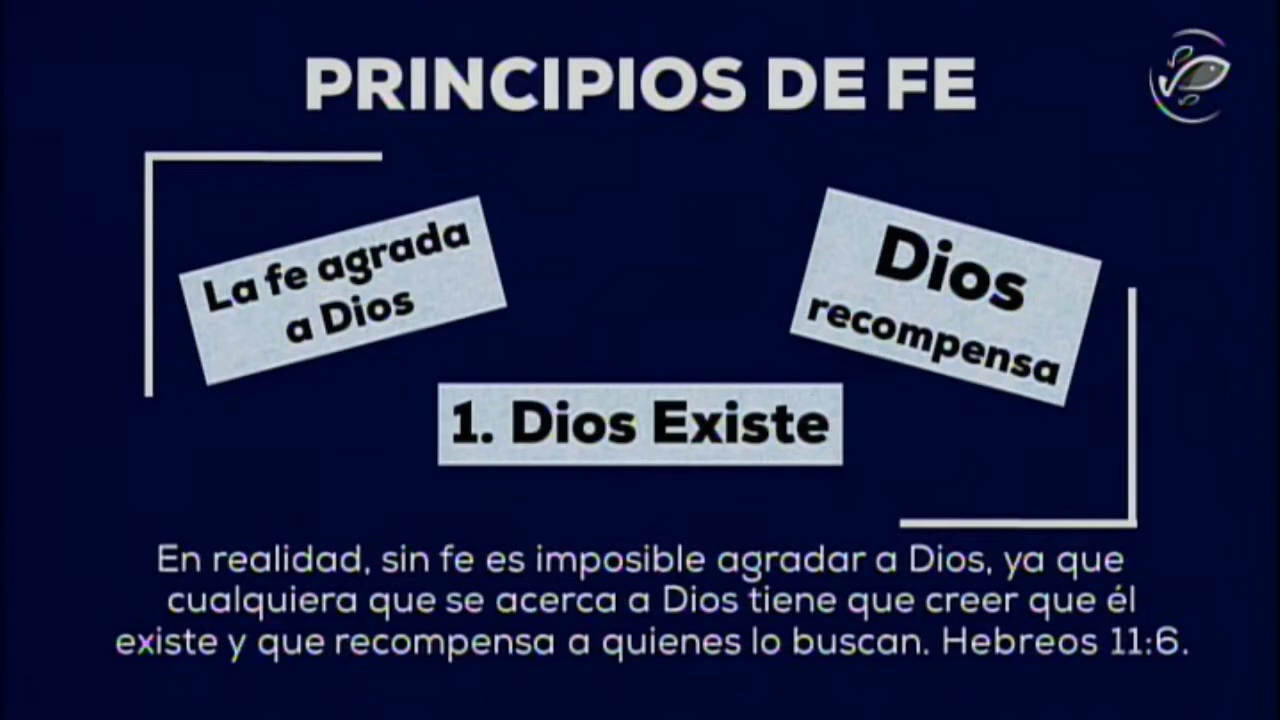 PRINCIPIOS DE FE
La fe agrada
a Dios
Dios
recompensa
1. Dios Existe
En realidad, sin fe es imposible agradar a Dios, ya que
cualquiera que se acerca a Dios tiene que creer que él
existe y que recompensa a quienes lo buscan. Hebreos 11:6.